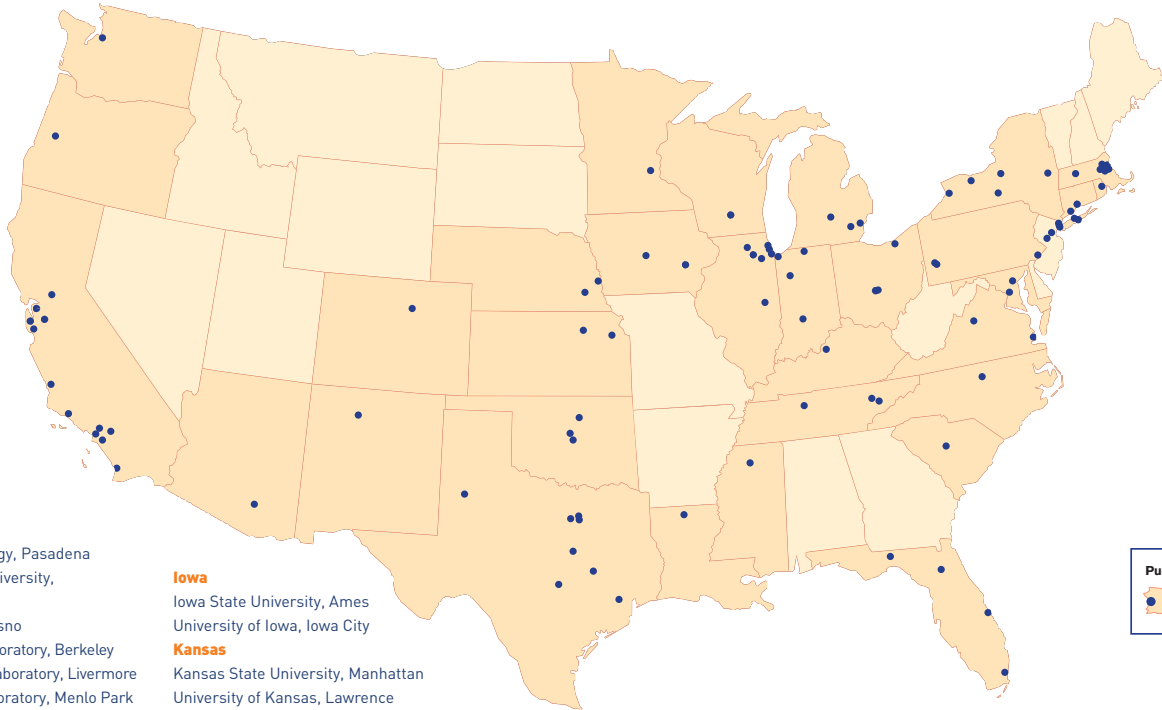 gy, Pasadena
iversity,
sno
oratory, Berkeley
aboratory, Livermore
oratory, Menlo Park
Iowa
Iowa State University, Ames
University of Iowa, Iowa City
Kansas
Kansas State University, Manhattan
University of Kansas, Lawrence
Pu